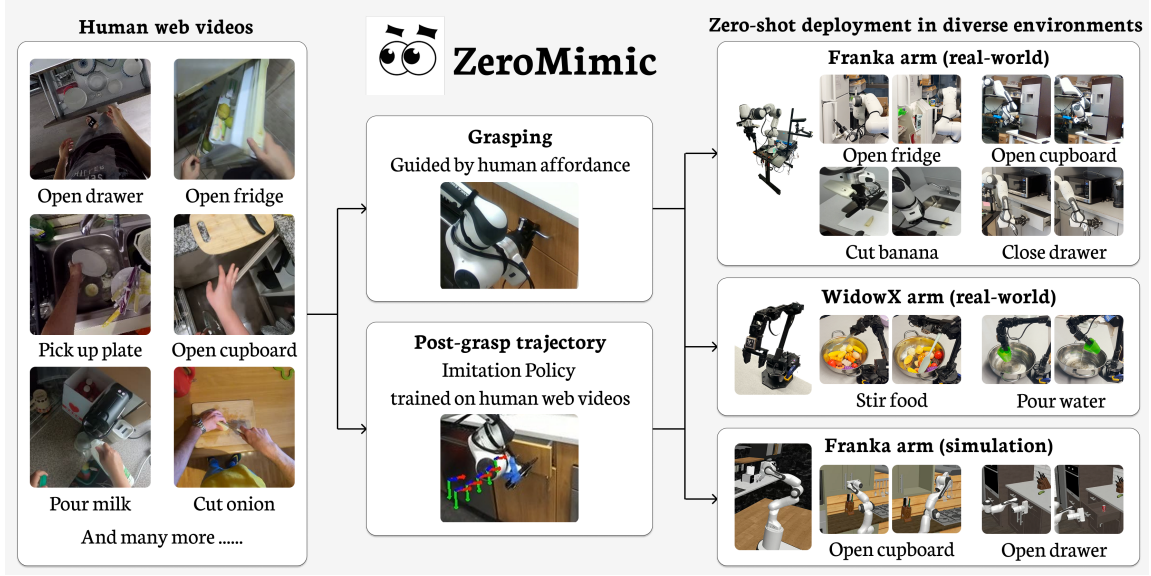 Human web videos
Open drawer
Open fridge
Pick up plate
Open cupboard
Pour milk
Cut onion
And many more ......
ZeroMimic
Grasping
Guided by human affordance
Post-grasp trajectory
Imitation Policy
trained on human web videos
Zero-shot deployment in diverse environments
Franka arm (real-world)
Open fridge
Open cupboard
Cut banana
Close drawer
WidowX arm (real-world)
Stir food
Pour water
Franka arm (simulation)
Open cupboard
Open drawer